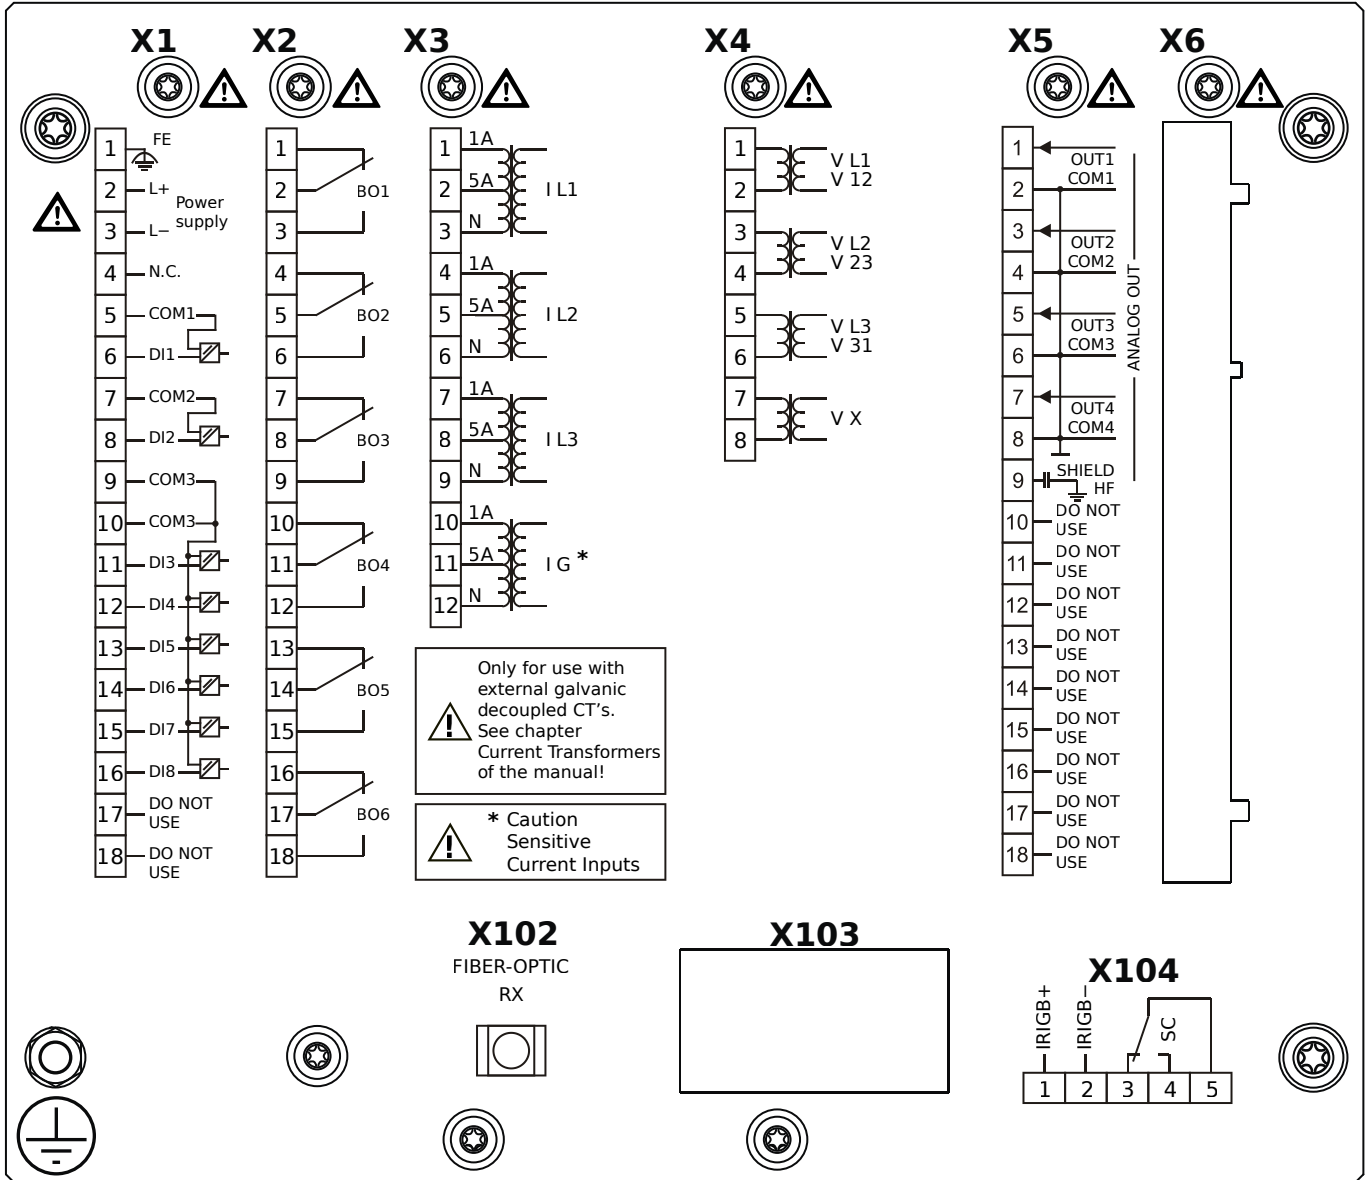 X1
1
FE
2
L+
Power
supply
3
L−
4
N.C.
5
COM1
6
DI1
7
COM2
8
DI2
9
COM3
10
COM3
11
DI3
12
DI4
13
DI5
14
DI6
15
DI7
16
DI8
17
DO NOT
USE
18
DO NOT
USE
X2
1
2
BO1
3
4
5
BO2
6
7
8
BO3
9
10
11
BO4
12
13
14
BO5
15
16
17
BO6
18
X3
1
1A
2
5A
I L1
3
N
4
1A
5
5A
I L2
6
N
7
1A
8
5A
I L3
9
N
10
1A
11
5A
I G *
12
N
Only for use with
external galvanic
decoupled CT's.
See chapter
Current Transformers
of the manual!
* Caution
Sensitive
Current Inputs
X4
1
V L1
2
V 12
3
V L2
4
V 23
5
V L3
6
V 31
7
V X
8
X5
1
OUT1
2
COM1
3
OUT2
4
COM2
5
OUT3
6
COM3
7
OUT4
8
COM4
ANALOG OUT
9
SHIELD
HF
10
DO NOT
USE
11
DO NOT
USE
12
DO NOT
USE
13
DO NOT
USE
14
DO NOT
USE
15
DO NOT
USE
16
DO NOT
USE
17
DO NOT
USE
18
DO NOT
USE
X6
X102
FIBER-OPTIC
RX
X103
X104
IRIGB+
IRIGB−
SC
1 2 3 4 5